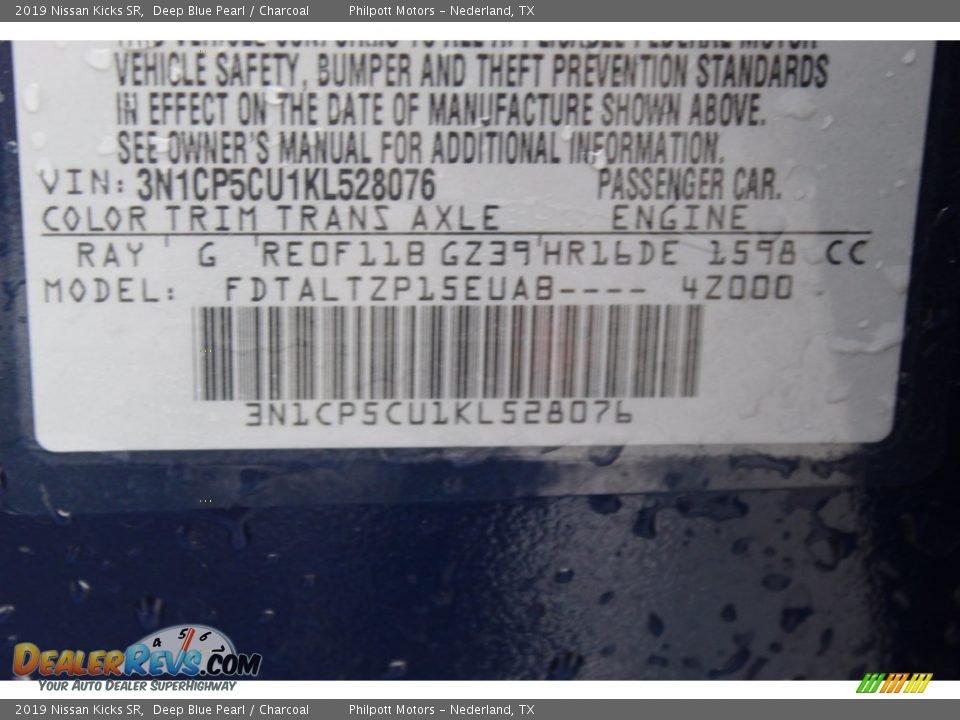 2019 Nissan Kicks SR, Deep Blue Pearl / Charcoal Philpott Motors - Nederland, TX
VEHICLE SAFETY, BUMPER AND THEFT PREVENTION STANDARDS
IN EFFECT ON THE DATE OF MANUFACTURE SHOWN ABOVE.
SEE OWNER'S MANUAL FOR ADDITIONAL INFORMATION.
VIN: 3N1CP5CU1KL528076 PASSENGER CAR.
COLOR TRIM TRANS AXLE ENGINE
RAY G RE0F11B GZ39 HR16DE 1598 CC
MODEL: FDTALTZP15EUAB---- 4Z000
3N1CP5CU1KL528076
4 5 6
DEALERREVS.COM
YOUR AUTO DEALER SUPERHIGHWAY
2019 Nissan Kicks SR, Deep Blue Pearl / Charcoal Philpott Motors - Nederland, TX